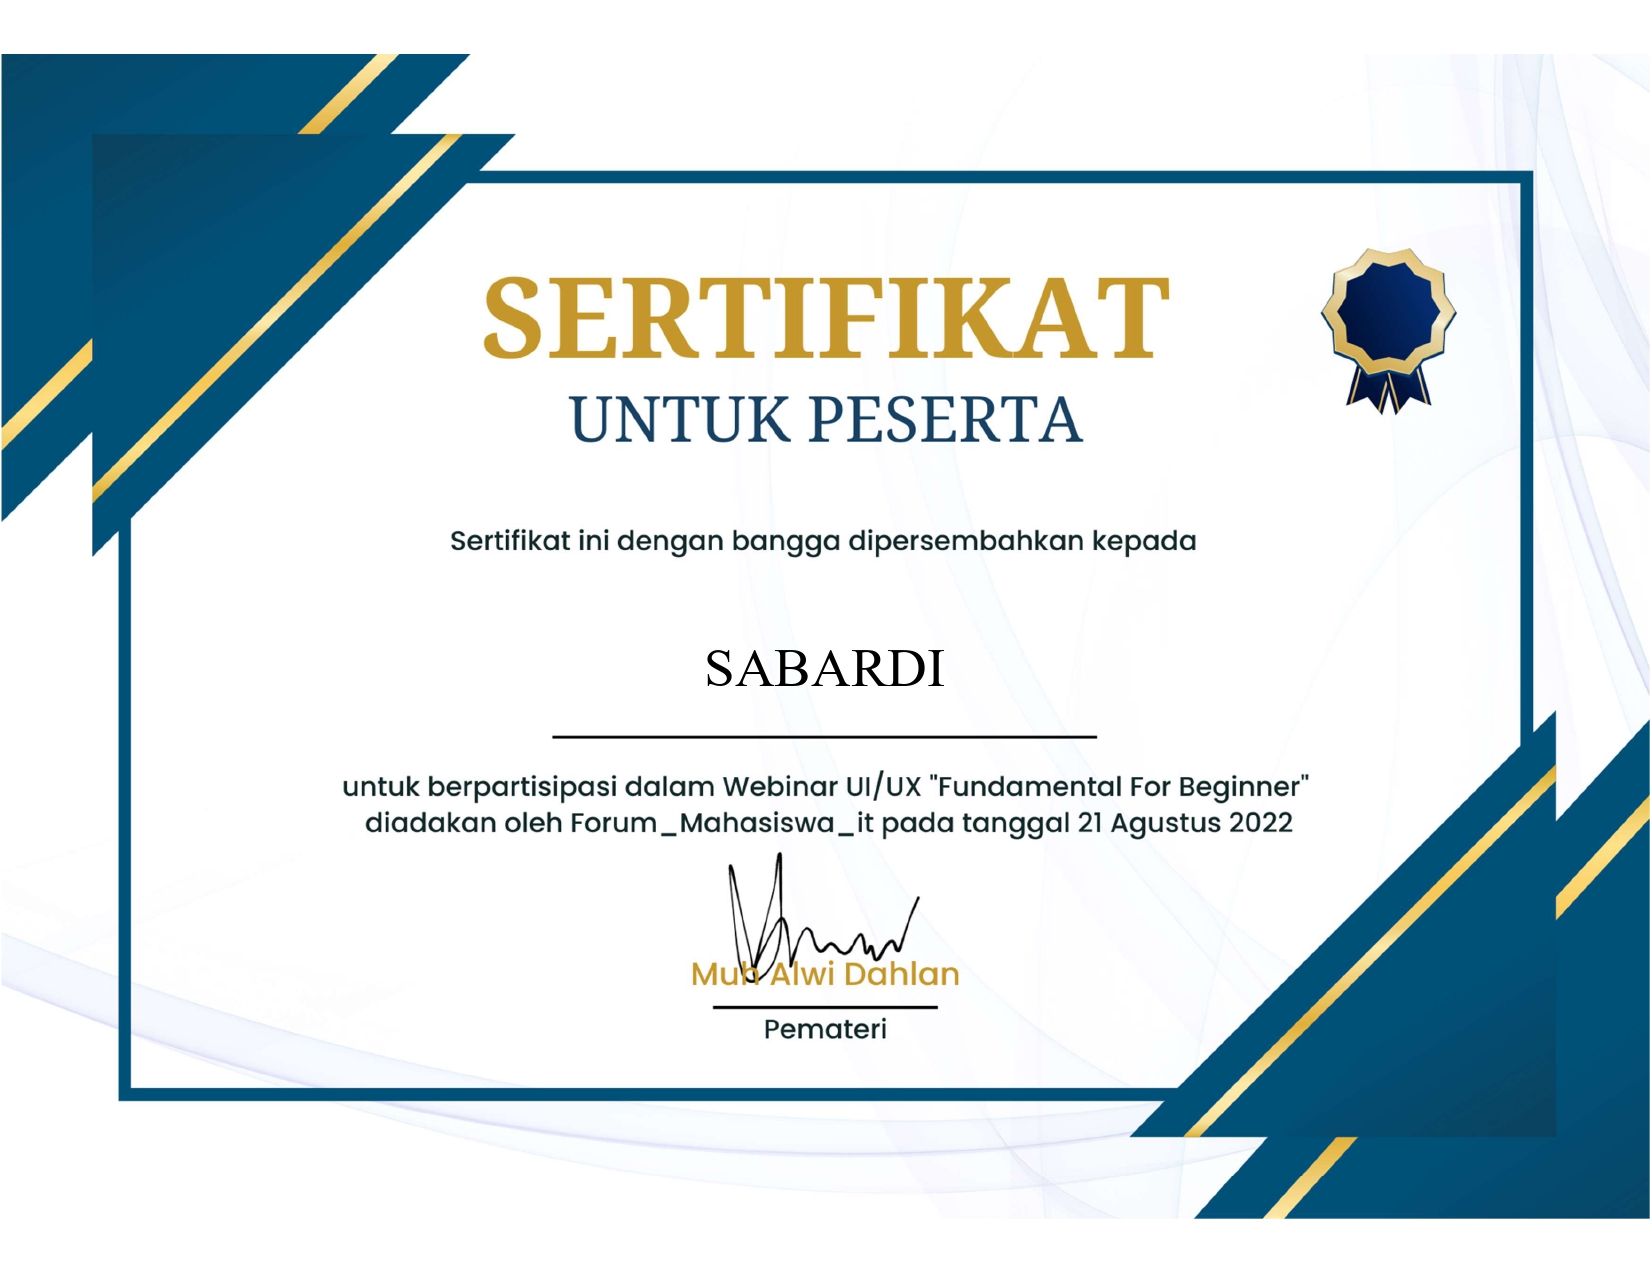 SERTIFIKAT
UNTUK PESERTA
Sertifikat ini dengan bangga dipersembahkan kepada
SABARDI
untuk berpartisipasi dalam Webinar UI/UX "Fundamental For Beginner"
diadakan oleh Forum_Mahasiswa_it pada tanggal 21 Agustus 2022
Muh Alwi Dahlan
Pemateri